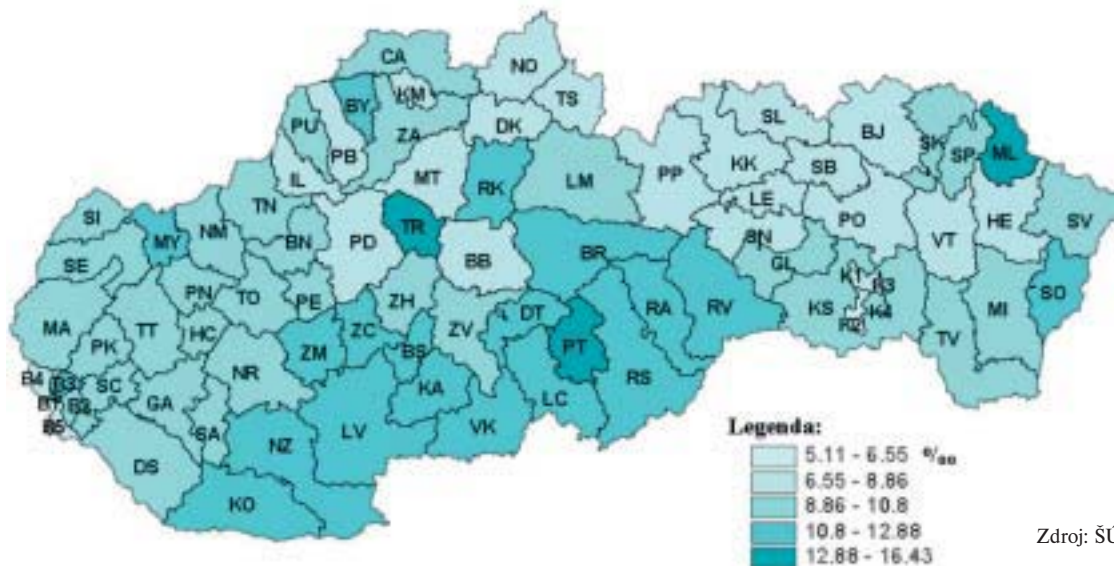 CA
NO
TS
BY
KM
PU
PB
ZA
DK
IL
MT
RK
LM
PP
KK
SL
BJ
SB
SK
SP
ML
LE
PO
SN
GL
VT
HE
SV
SI
MY
NM
TN
BN
PD
TR
BB
BR
SE
PN
TO
PE
ZH
RA
RV
K1
K3
KS
K4
MI
SO
TV
MA
TT
HC
PK
ZM
ZC
BS
ZV
DT
PT
RS
B4
SC
NR
GA
SA
KA
LC
VK
LV
NZ
DS
KO
B5
Legenda:
5.11 - 6.55 ‰
6.55 - 8.86
8.86 - 10.8
10.8 - 12.88
12.88 - 16.43
Zdroj: ŠÚ